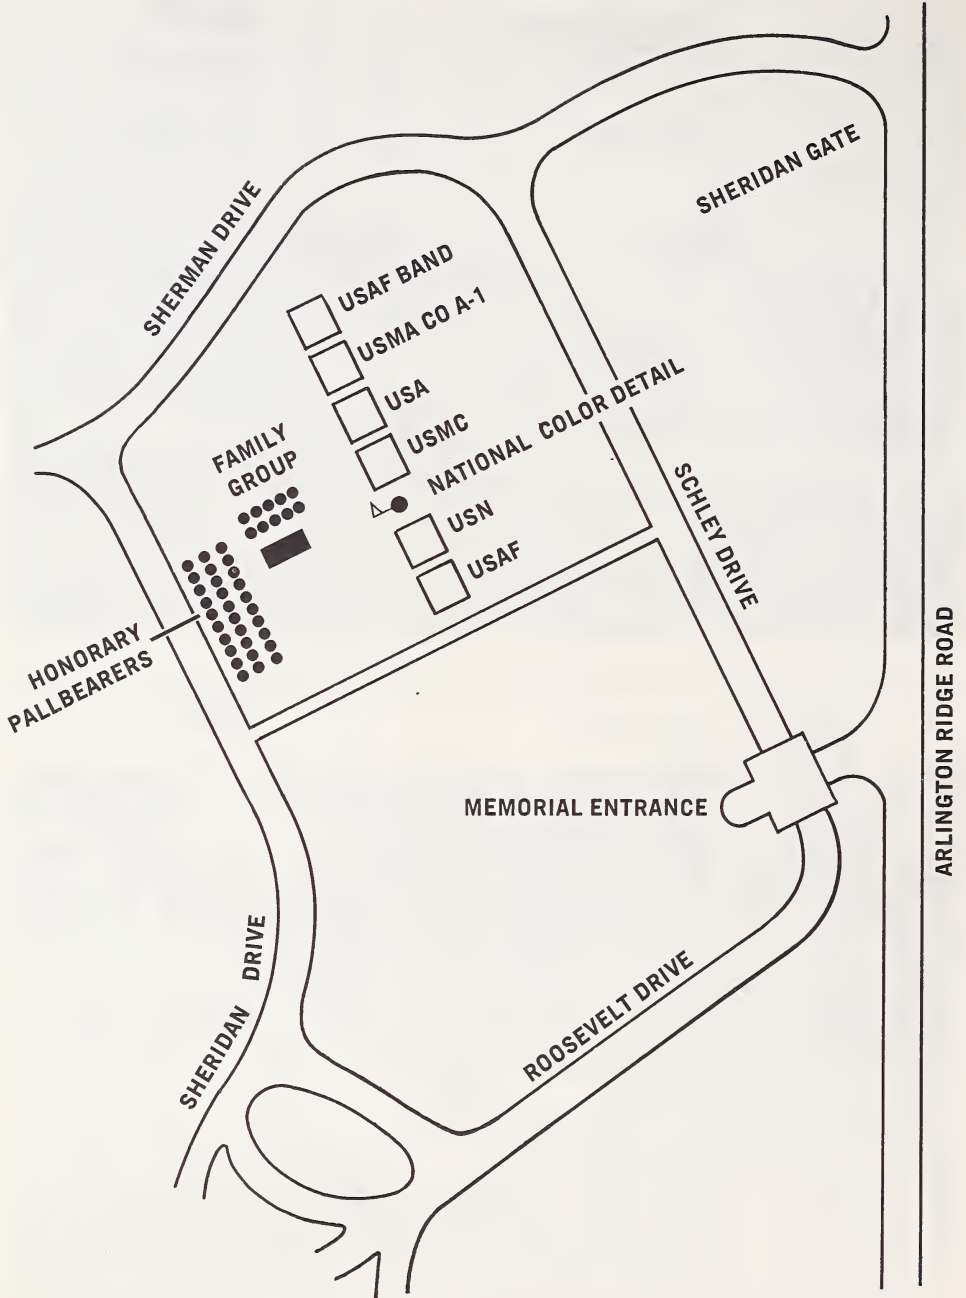 SHERIDAN GATE
SHERMAN DRIVE
USAF BAND
USMA CO A-1
USA
USMC
NATIONAL COLOR DETAIL
FAMILY
GROUP
USN
USAF
SCHLEY DRIVE
HONORARY
PALLBEARERS
ARLINGTON RIDGE ROAD
MEMORIAL ENTRANCE
SHERIDAN DRIVE
ROOSEVELT DRIVE